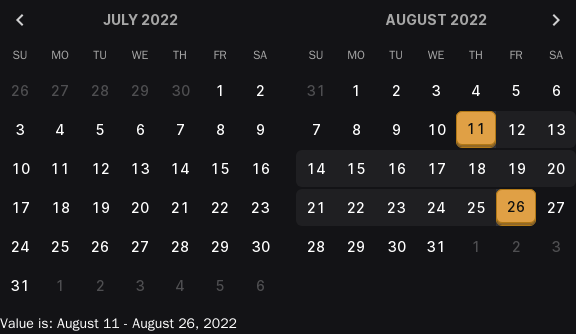 JULY 2022
SU MO TU WE TH FR SA
26 27 28 29 30 1 2
3 4 5 6 7 8 9
10 11 12 13 14 15 16
17 18 19 20 21 22 23
24 25 26 27 28 29 30
31 1 2 3 4 5 6
AUGUST 2022
SU MO TU WE TH FR SA
31 1 2 3 4 5 6
7 8 9 10 11 12 13
14 15 16 17 18 19 20
21 22 23 24 25 26 27
28 29 30 31 1 2 3
Value is: August 11 - August 26, 2022